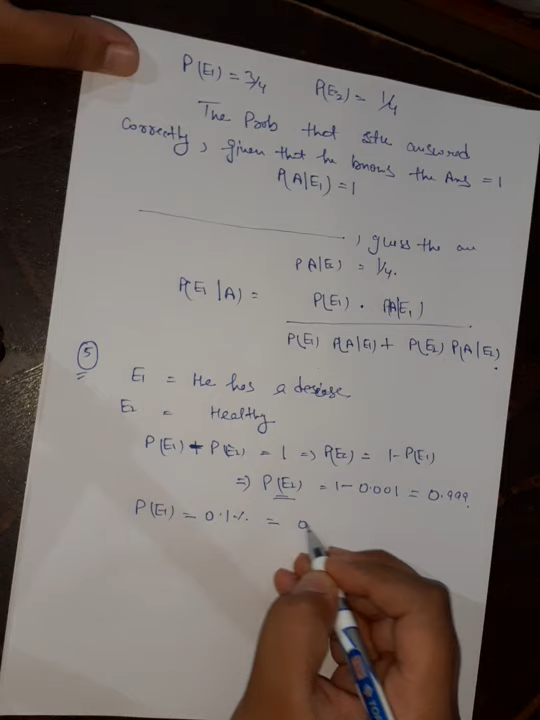 P(E₁) = 3/4 P(E₂) = 1/4
The Prob that stu answord
Correctly, given that he knows the Ans = 1
P(A|E₁) = 1
, guess the an
P A|E₂) = 1/4.
P(E₁ |A) = P(E₁) . P(A|E₁)
P(E₁) P(A|E₁) + P(E₂) P(A|E₂).
5
E₁ = He has a desiose
E₂ = Healthy
P(E₁) + P(E₂) = 1 ⇒ P(E₂) = 1 - P(E₁)
⇒ P(E₂) = 1 - 0.001 = 0.999.
P(E₁) = 0.1% = 0